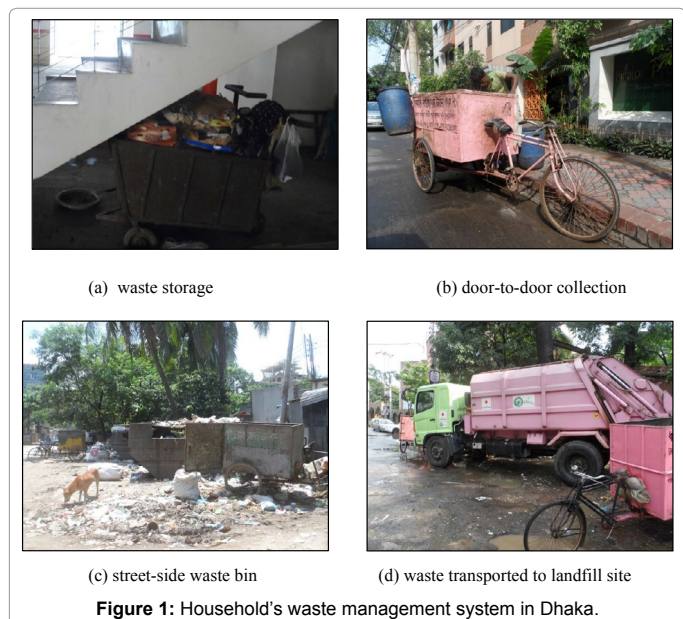 (a) waste storage
(b) door-to-door collection
(c) street-side waste bin
(d) waste transported to landfill site
Figure 1: Household's waste management system in Dhaka.